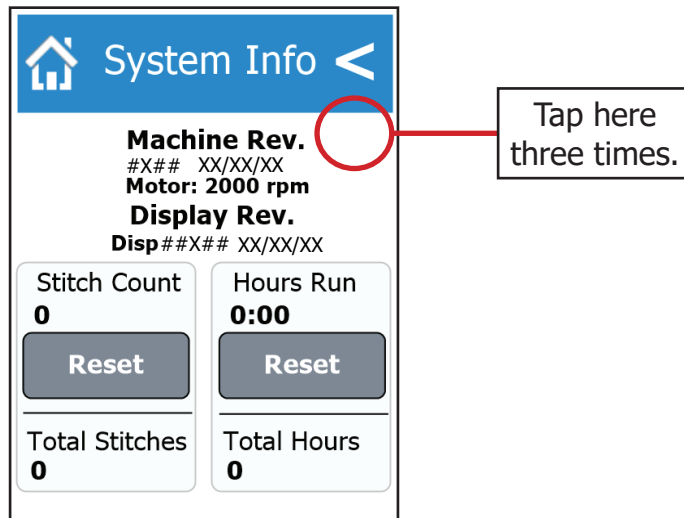 System Info <
Tap here
three times.
Machine Rev.
#X## XX/XX/XX
Motor: 2000 rpm
Display Rev.
Disp##X## XX/XX/XX
Stitch Count
0
Reset
Total Stitches
0
Hours Run
0:00
Reset
Total Hours
0